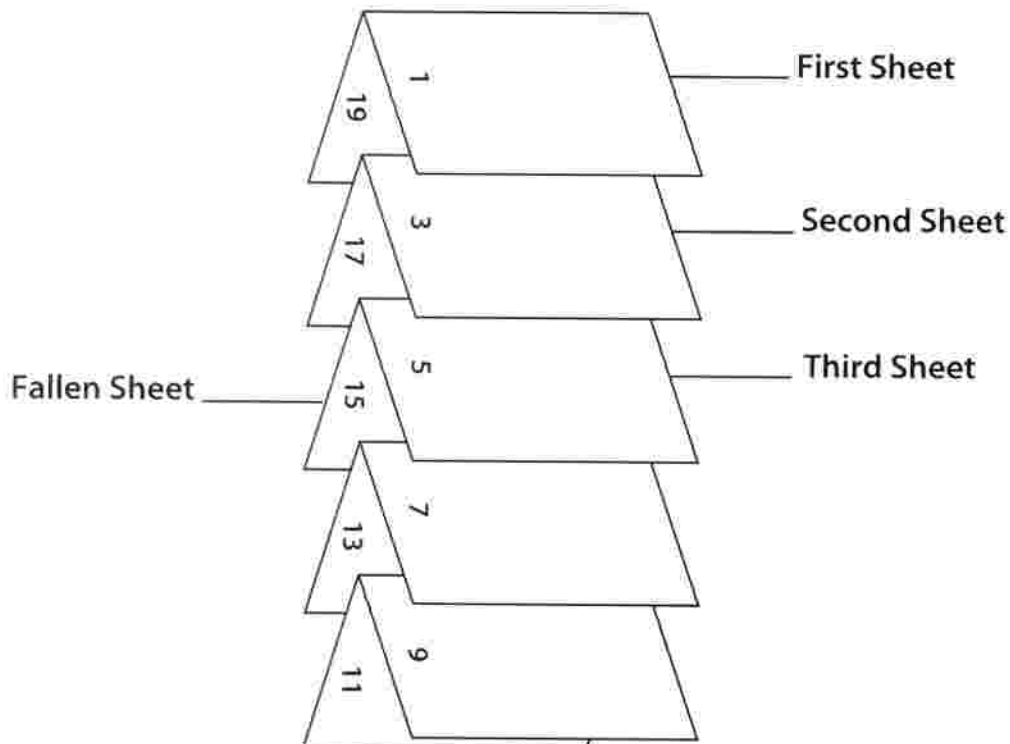 1
19
First Sheet
3
17
Second Sheet
5
15
Third Sheet
Fallen Sheet
7
13
9
11